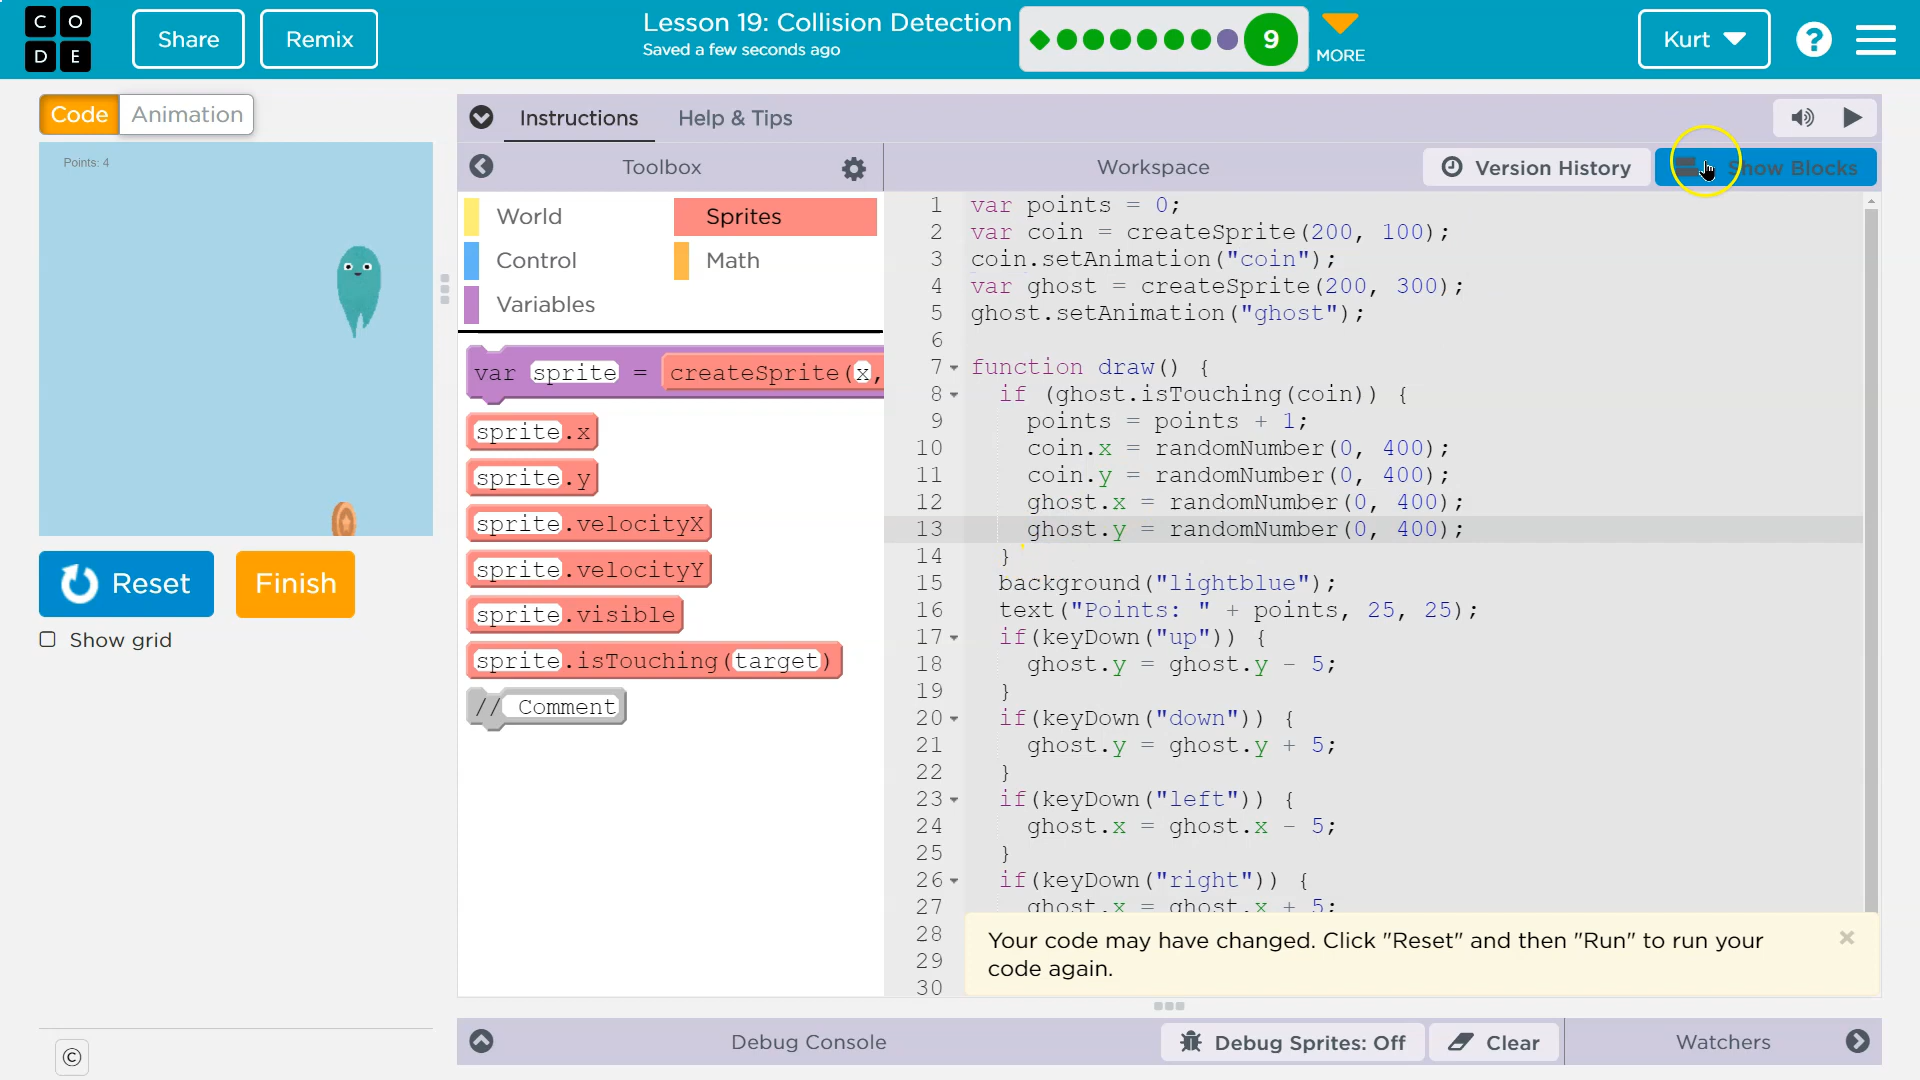 C O D E
Share
Remix
Lesson 19: Collision Detection
Saved a few seconds ago
9
MORE
Kurt
?
Code
Animation
Instructions
Help & Tips
Toolbox
Workspace
Version History
Show Blocks
Points: 4
World
Sprites
Control
Math
Variables
var sprite = createSprite(x,
sprite.x
sprite.y
sprite.velocityX
sprite.velocityY
sprite.visible
sprite.isTouching(target)
// Comment
1 var points = 0;
2 var coin = createSprite(200, 100);
3 coin.setAnimation("coin");
4 var ghost = createSprite(200, 300);
5 ghost.setAnimation("ghost");
6
7 function draw() {
8 if (ghost.isTouching(coin)) {
9 points = points + 1;
10 coin.x = randomNumber(0, 400);
11 coin.y = randomNumber(0, 400);
12 ghost.x = randomNumber(0, 400);
13 ghost.y = randomNumber(0, 400);
14 }
15 background("lightblue");
16 text("Points: " + points, 25, 25);
17 if(keyDown("up")) {
18 ghost.y = ghost.y - 5;
19 }
20 if(keyDown("down")) {
21 ghost.y = ghost.y + 5;
22 }
23 if(keyDown("left")) {
24 ghost.x = ghost.x - 5;
25 }
26 if(keyDown("right")) {
27 ghost.x = ghost.x + 5;
28
29
30
Your code may have changed. Click "Reset" and then "Run" to run your
code again.
×
Reset
Finish
Show grid
©
Debug Console
Debug Sprites: Off
Clear
Watchers